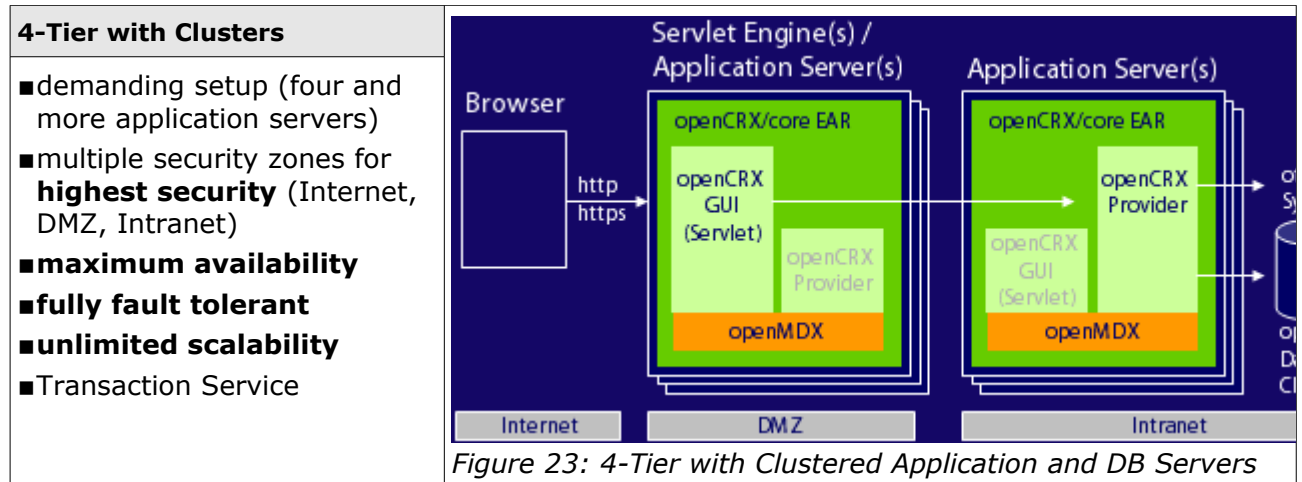 4-Tier with Clusters
■demanding setup (four and
more application servers)
■multiple security zones for
highest security (Internet,
DMZ, Intranet)
■maximum availability
■fully fault tolerant
■unlimited scalability
■Transaction Service
Servlet Engine(s) /
Application Server(s)
Application Server(s)
Browser
openCRX/core EAR
openCRX/core EAR
http
https
openCRX
GUI
(Servlet)
openCRX
Provider
openCRX
Provider
openCRX
GUI
(Servlet)
openMDX
openMDX
Internet
DMZ
Intranet
Figure 23: 4-Tier with Clustered Application and DB Servers